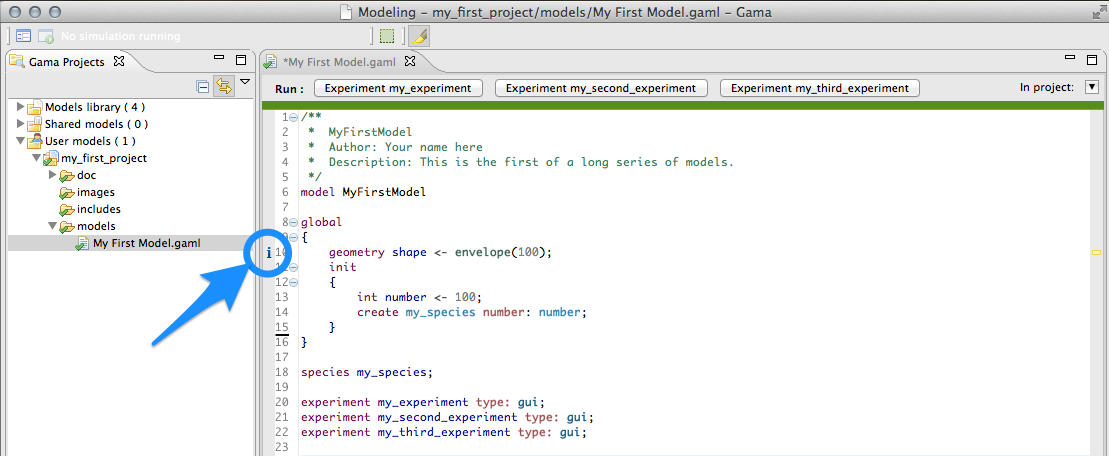 Modeling – my_first_project/models/My First Model.gaml – Gama
No simulation running
Gama Projects
*My First Model.gaml
Run :
Experiment my_experiment
Experiment my_second_experiment
Experiment my_third_experiment
In project:
Models library ( 4 )
Shared models ( 0 )
User models ( 1 )
my_first_project
doc
images
includes
models
My First Model.gaml
1 /**
2  *  MyFirstModel
3  *  Author: Your name here
4  *  Description: This is the first of a long series of models.
5  */
6 model MyFirstModel
7
8 global
9 {
i 10     geometry shape <- envelope(100);
11     init
12     {
13         int number <- 100;
14         create my_species number: number;
15     }
16 }
17
18 species my_species;
19
20 experiment my_experiment type: gui;
21 experiment my_second_experiment type: gui;
22 experiment my_third_experiment type: gui;
23